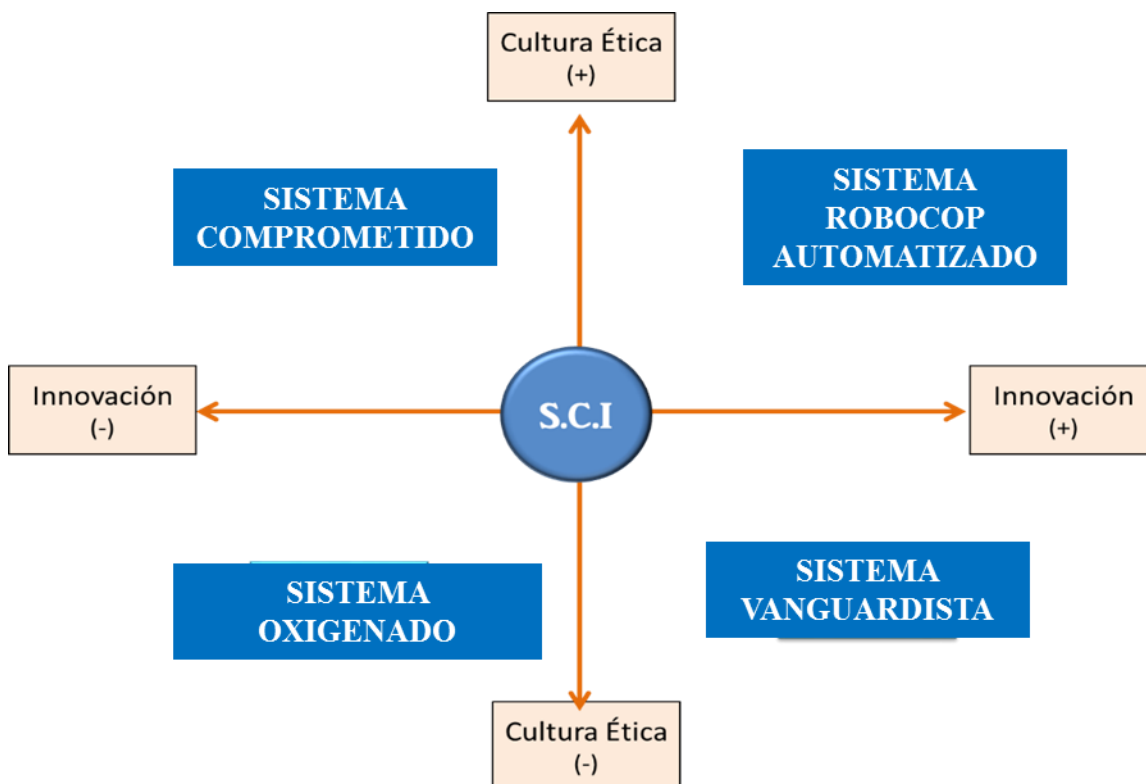 Cultura Ética
(+)
SISTEMA
COMPROMETIDO
SISTEMA
ROBOCOP
AUTOMATIZADO
Innovación
(-)
S.C.I
Innovación
(+)
SISTEMA
OXIGENADO
SISTEMA
VANGUARDISTA
Cultura Ética
(-)